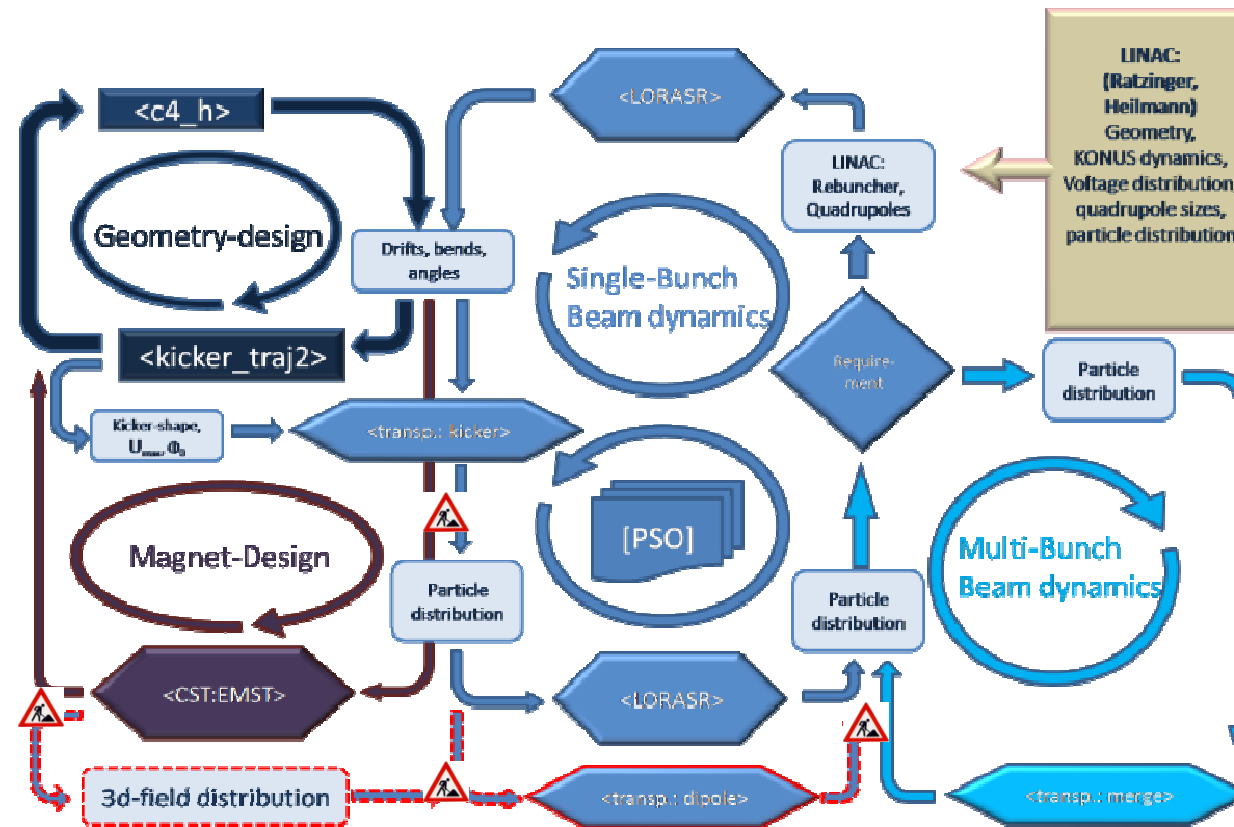 <c4_h>
Geometry-design
<kicker_traj2>
Drifts, bends,
angles
<LORASR>
LINAC:
Rebuncher,
Quadrupoles
LINAC:
(Ratzinger,
Heilmann)
Geometry,
KONUS dynamics,
Voltage distribution,
quadrupole sizes,
particle distribution
Single-Bunch
Beam dynamics
Require-
ment
Particle
distribution
Kicker-shape,
<transp.: kicker>
[PSO]
Magnet-Design
Particle
distribution
Particle
distribution
Multi-Bunch
Beam dynamics
<CST:EMST>
<LORASR>
3d-field distribution
<transp.: dipole>
<transp.: merge>